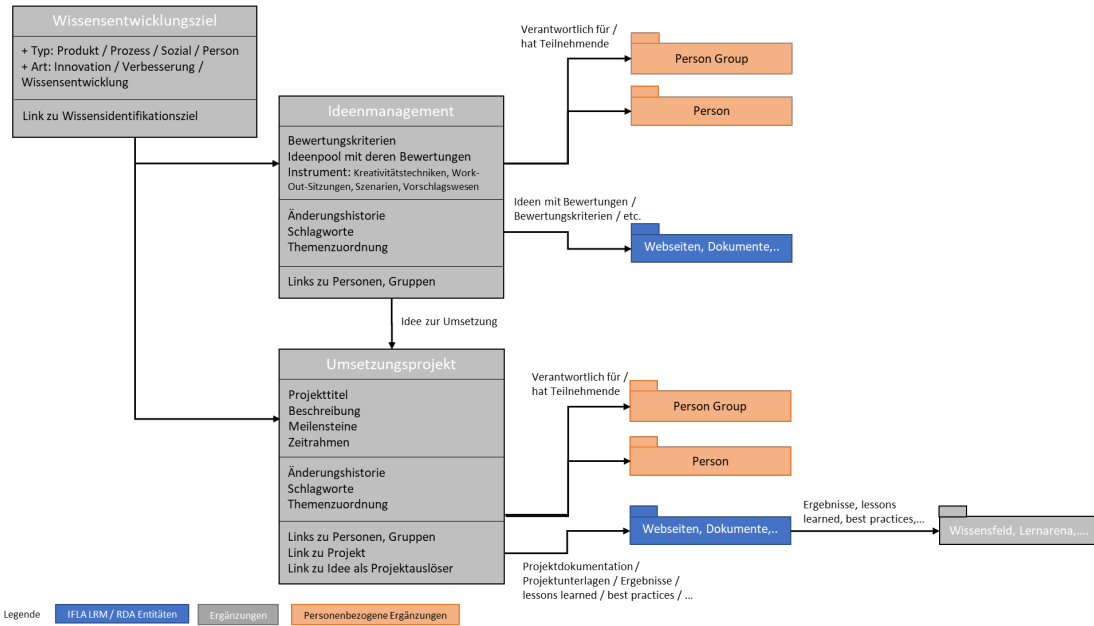 Wissensentwicklungsziel
+ Typ: Produkt / Prozess / Sozial / Person
+ Art: Innovation / Verbesserung /
Wissensentwicklung
Link zu Wissensidentifikationsziel
Ideenmanagement
Bewertungskriterien
Ideenpool mit deren Bewertungen
Instrument: Kreativitätstechniken, Work-
Out-Sitzungen, Szenarien, Vorschlagswesen
Änderungshistorie
Schlagworte
Themenzuordnung
Links zu Personen, Gruppen
Verantwortlich für /
hat Teilnehmende
Person Group
Person
Ideen mit Bewertungen /
Bewertungskriterien / etc.
Webseiten, Dokumente,..
Idee zur Umsetzung
Umsetzungsprojekt
Projekttitel
Beschreibung
Meilensteine
Zeitrahmen
Änderungshistorie
Schlagworte
Themenzuordnung
Links zu Personen, Gruppen
Link zu Projekt
Link zu Idee als Projektauslöser
Verantwortlich für /
hat Teilnehmende
Person Group
Person
Webseiten, Dokumente,..
Ergebnisse, lessons
learned, best practices,...
Wissensfeld, Lernarena,....
Projektdokumentation /
Projektunterlagen / Ergebnisse /
lessons learned / best practices / ...
Legende
IFLA LRM / RDA Entitäten
Ergänzungen
Personenbezogene Ergänzungen